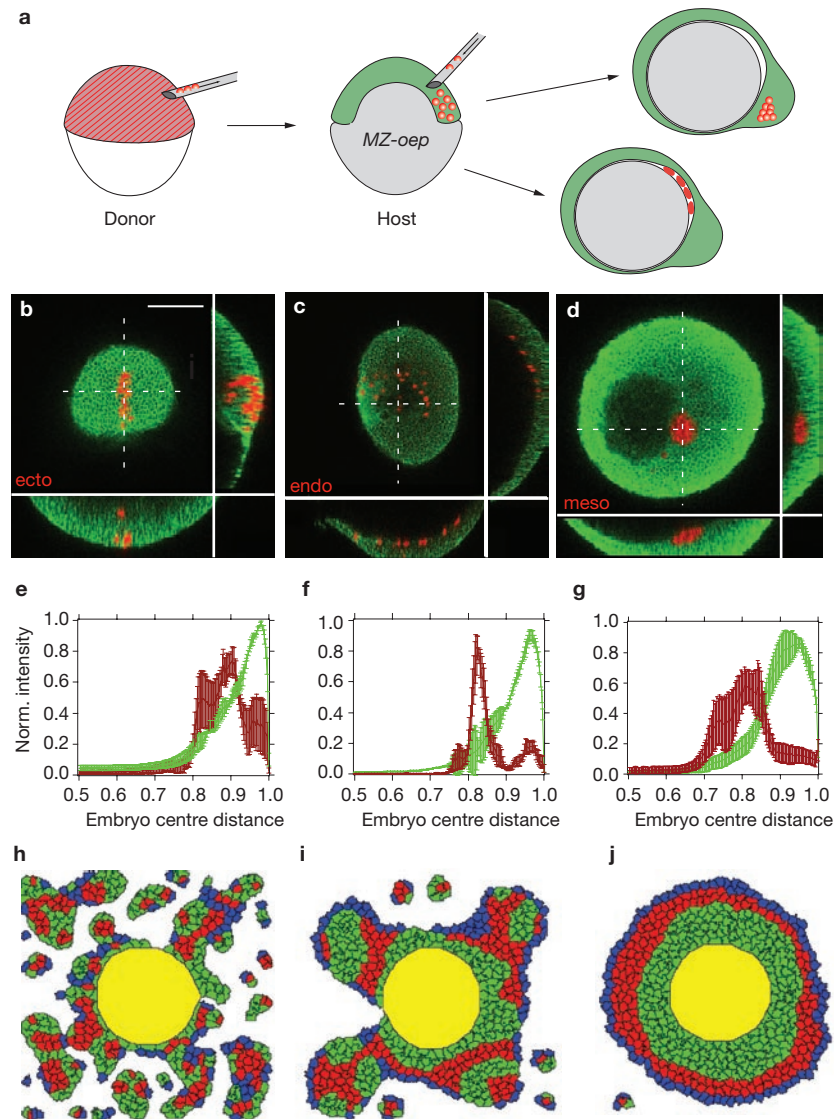 a
MZ-oep
Donor
Host
b
c
d
ecto
endo
meso
e
f
g
Norm. intensity
1.0
0.8
0.6
0.4
0.2
0
0.5 0.6 0.7 0.8 0.9 1.0
Embryo centre distance
1.0
0.8
0.6
0.4
0.2
0
0.5 0.6 0.7 0.8 0.9 1.0
Embryo centre distance
1.0
0.8
0.6
0.4
0.2
0.0
0.5 0.6 0.7 0.8 0.9 1.0
Embryo centre distance
h
i
j